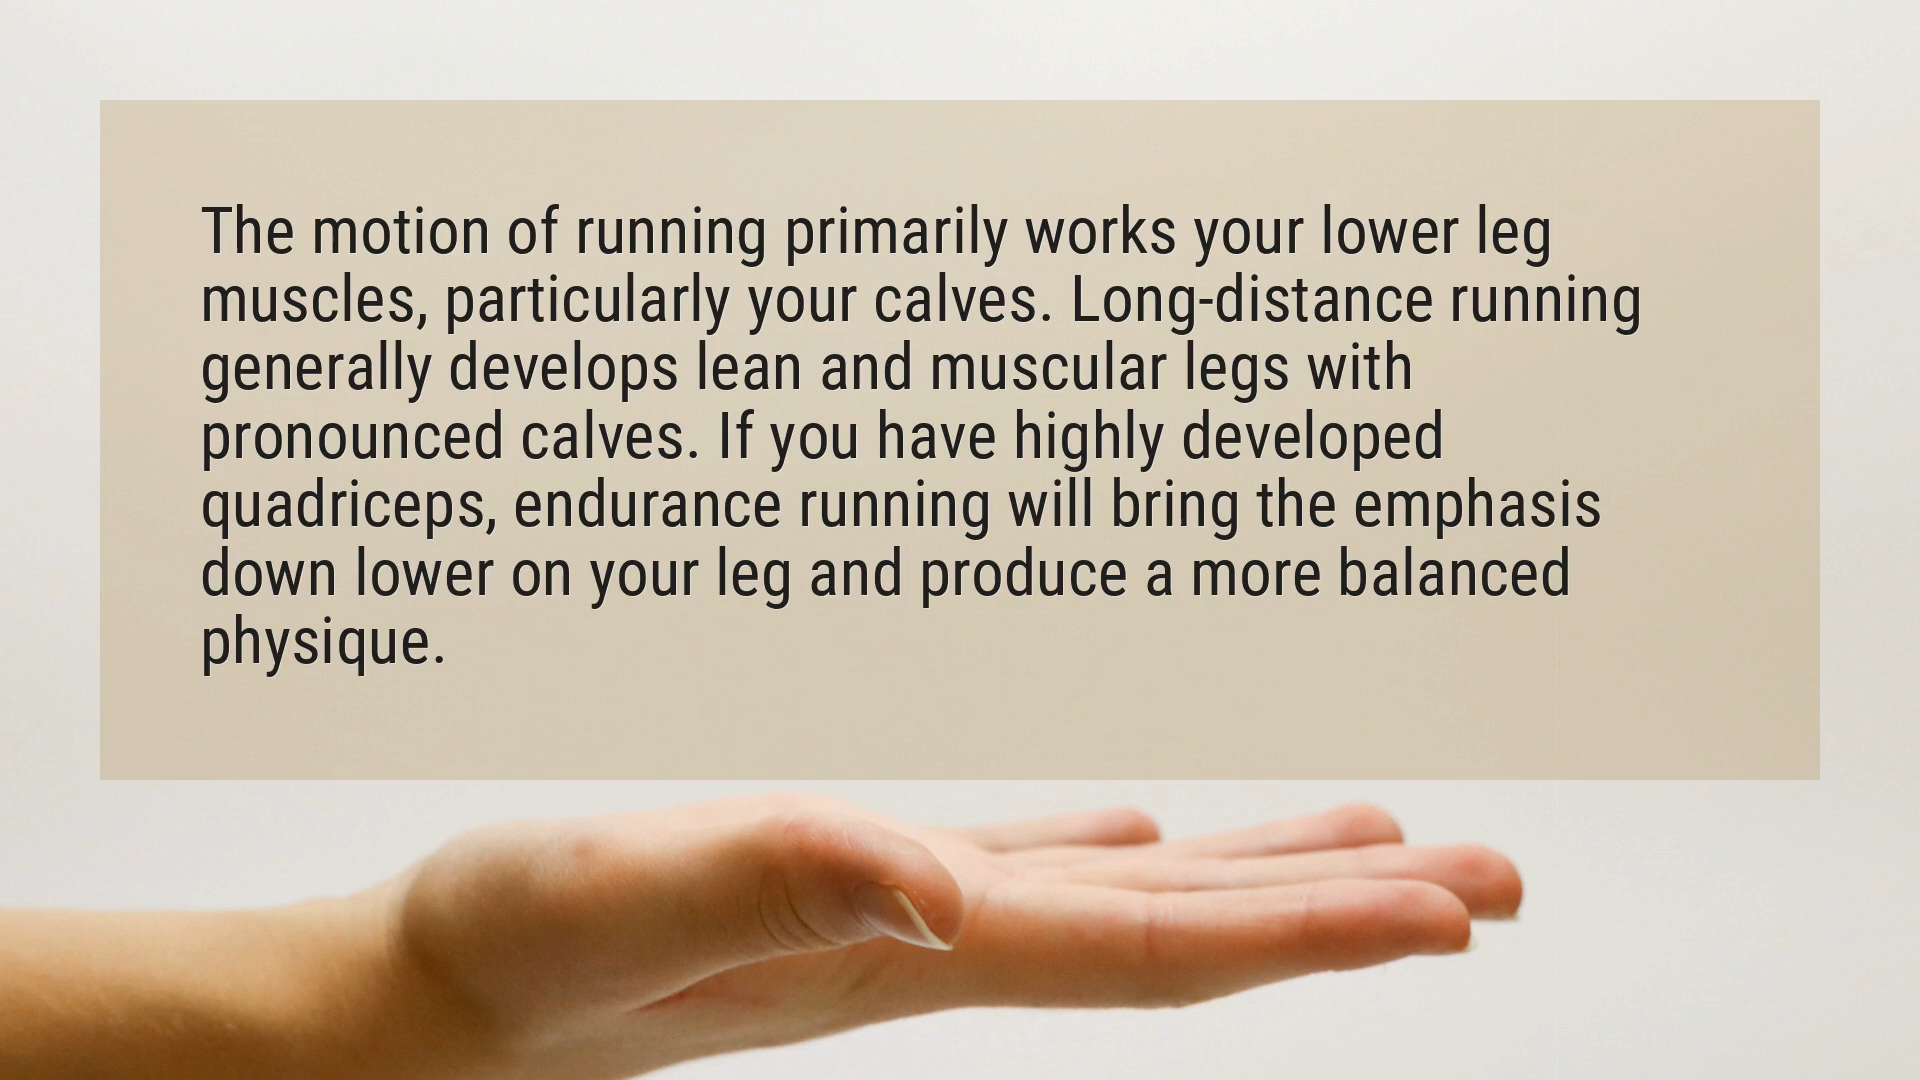 The motion of running primarily works your lower leg
muscles, particularly your calves. Long-distance running
generally develops lean and muscular legs with
pronounced calves. If you have highly developed
quadriceps, endurance running will bring the emphasis
down lower on your leg and produce a more balanced
physique.